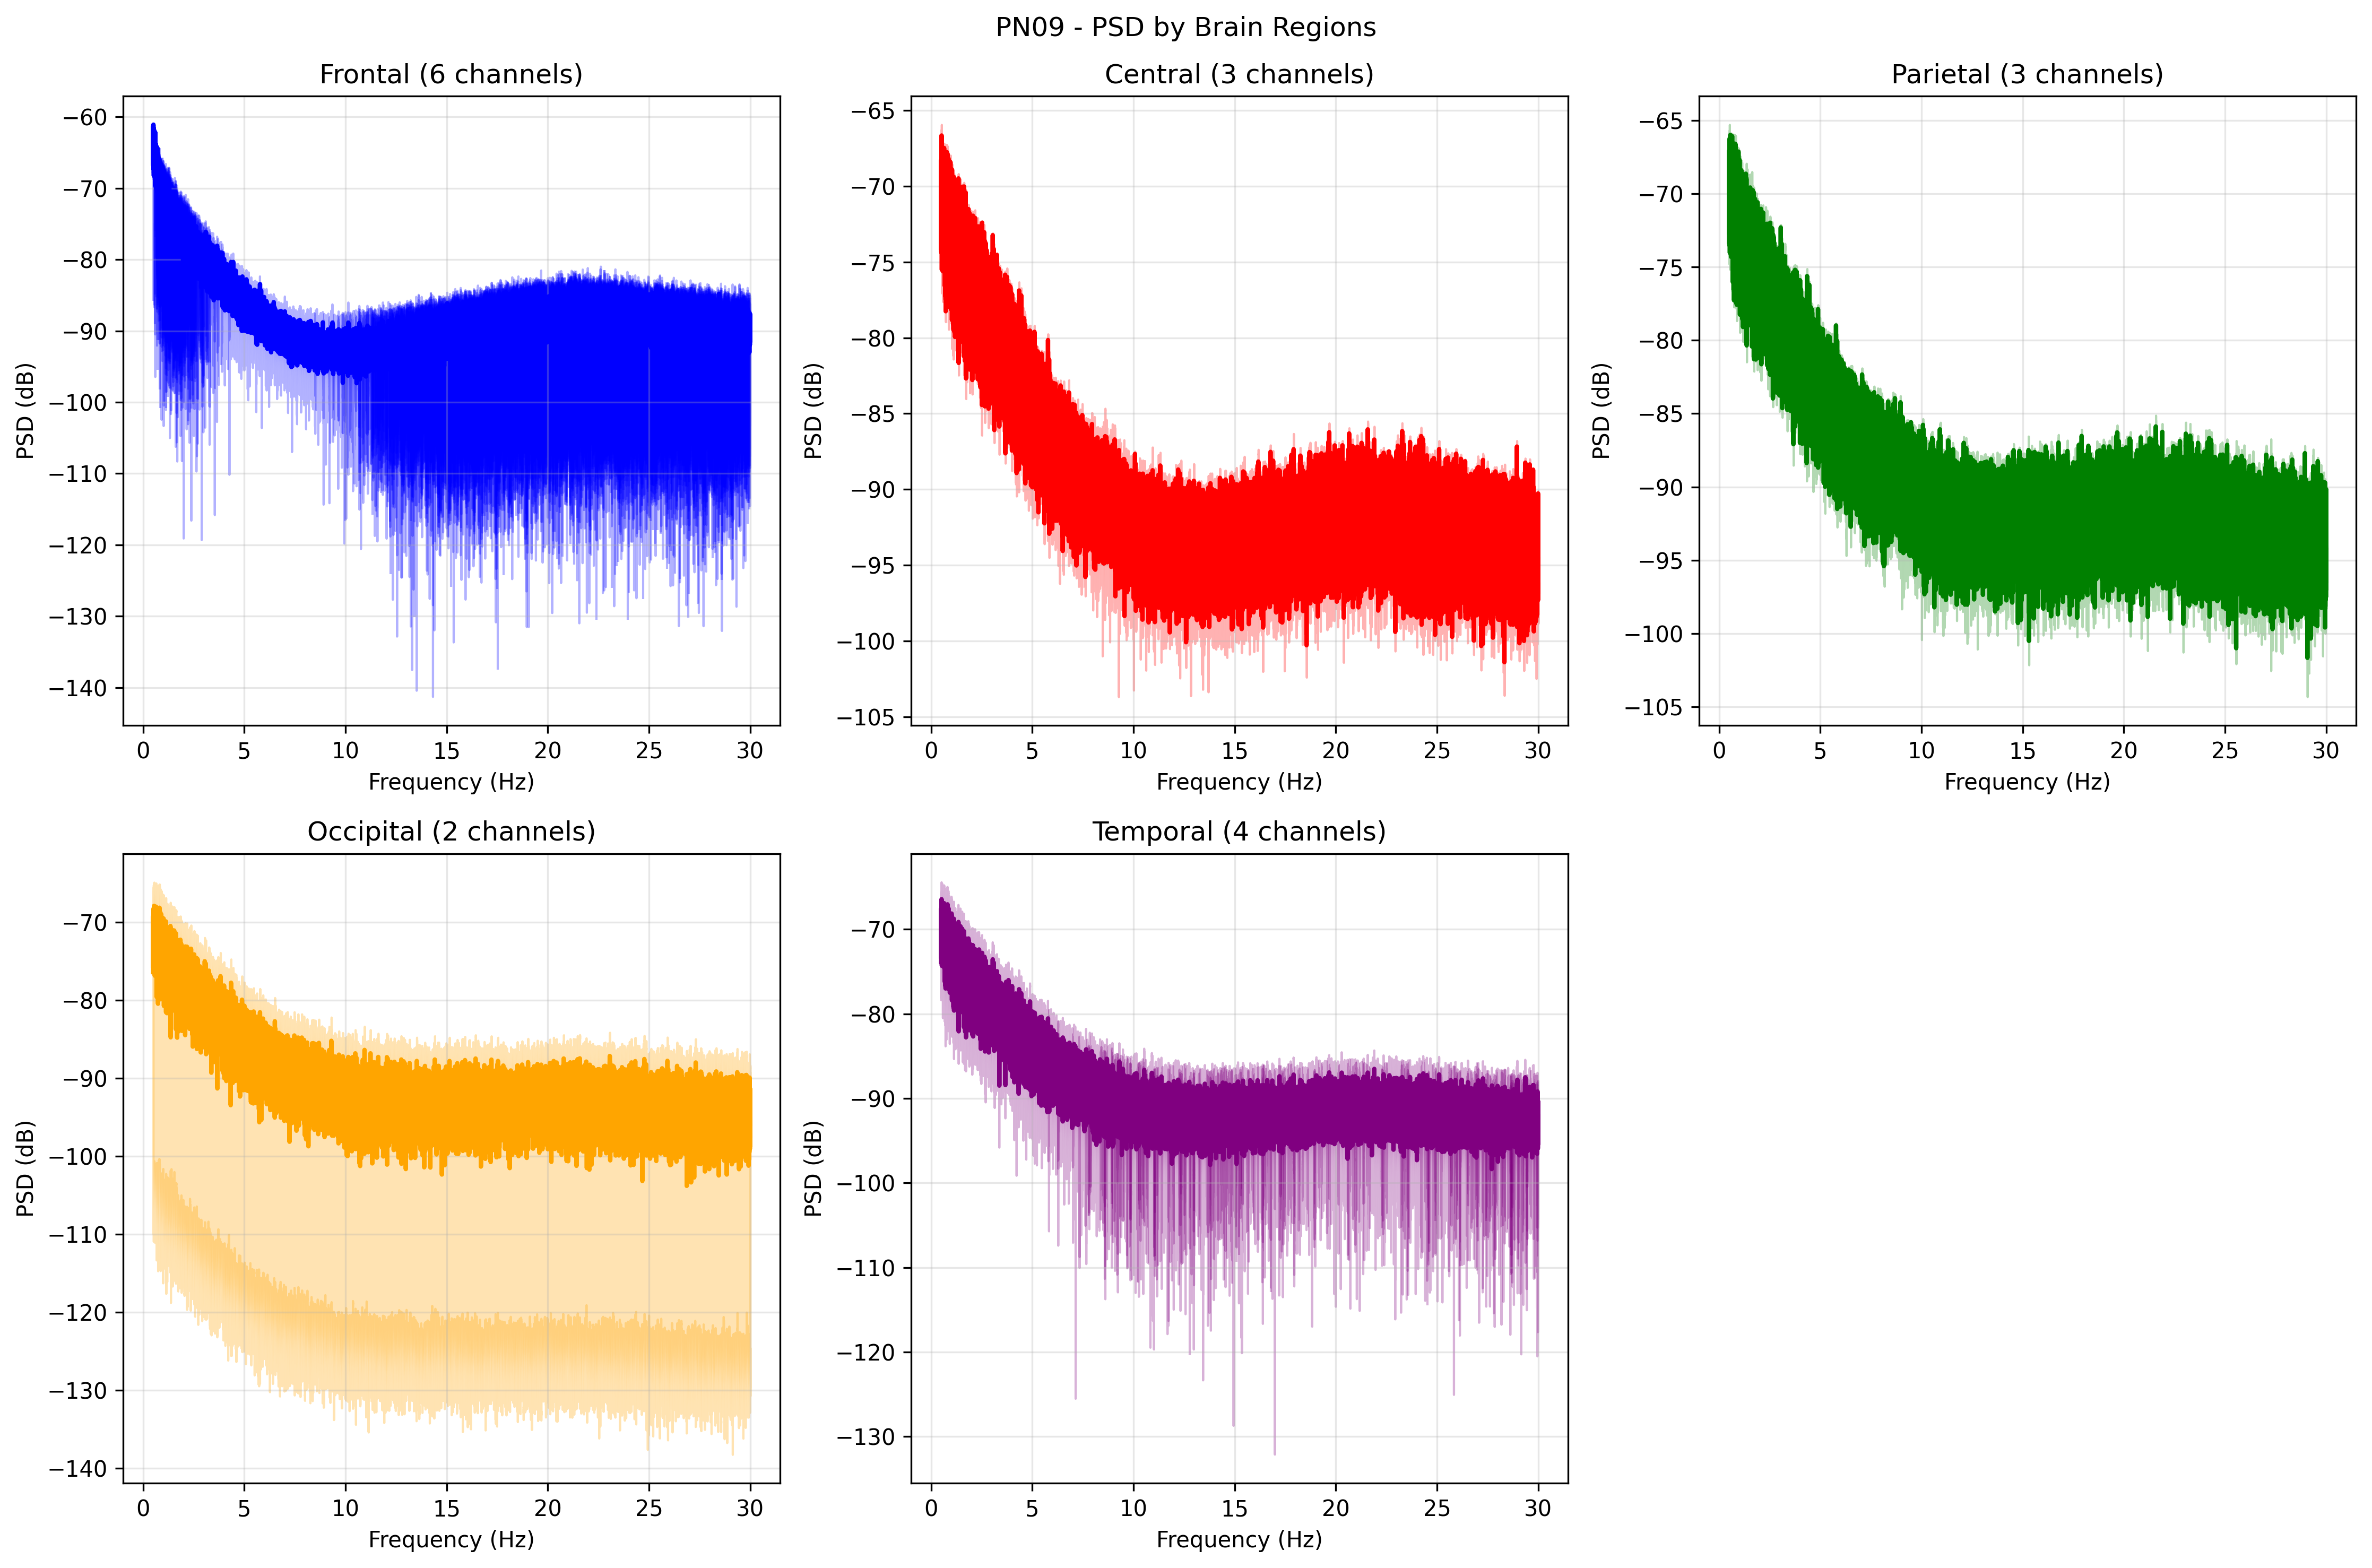 PN09 - PSD by Brain Regions
Frontal (6 channels)
PSD (dB)
−60
−70
−80
−90
−100
−110
−120
−130
−140
0 5 10 15 20 25 30
Frequency (Hz)
Central (3 channels)
PSD (dB)
−65
−70
−75
−80
−85
−90
−95
−100
−105
0 5 10 15 20 25 30
Frequency (Hz)
Parietal (3 channels)
PSD (dB)
−65
−70
−75
−80
−85
−90
−95
−100
−105
0 5 10 15 20 25 30
Frequency (Hz)
Occipital (2 channels)
PSD (dB)
−70
−80
−90
−100
−110
−120
−130
−140
0 5 10 15 20 25 30
Frequency (Hz)
Temporal (4 channels)
PSD (dB)
−70
−80
−90
−100
−110
−120
−130
0 5 10 15 20 25 30
Frequency (Hz)